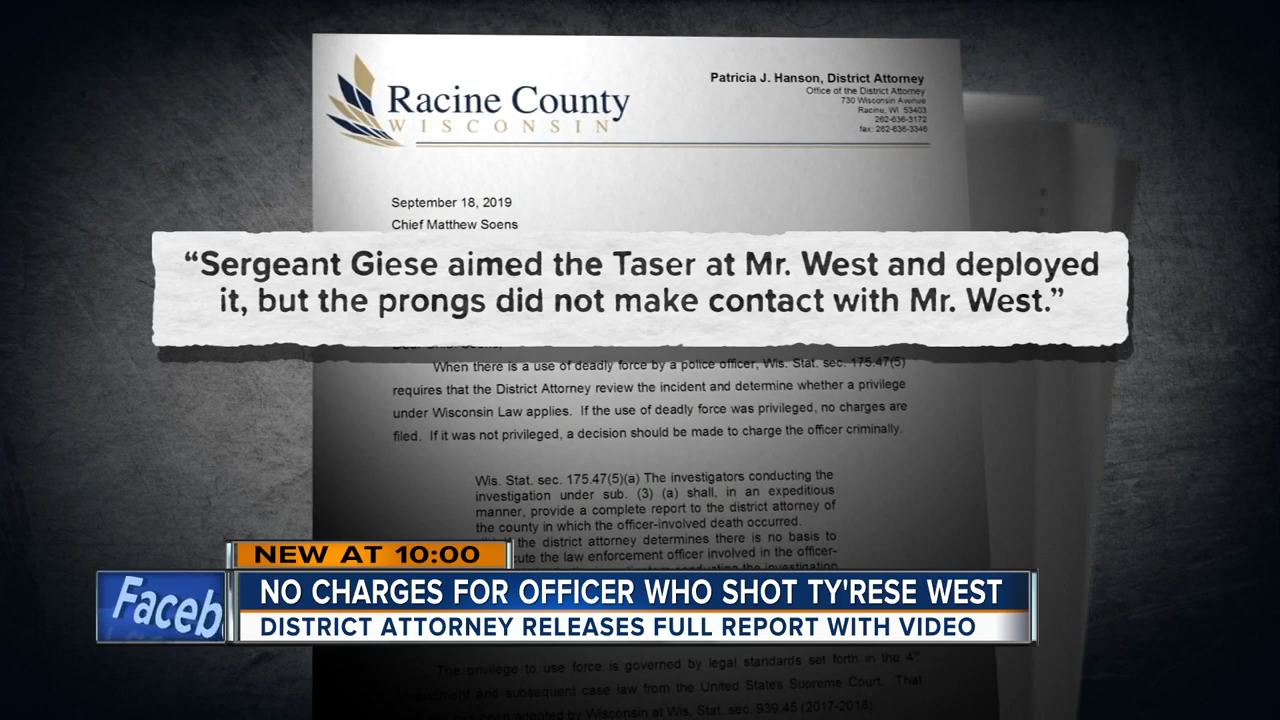 Racine County
WISCONSIN
Patricia J. Hanson, District Attorney
Office of the District Attorney
730 Wisconsin Avenue
Racine, WI 53403
262-636-3172
fax: 262-636-3346
September 18, 2019
Chief Matthew Soens
“Sergeant Giese aimed the Taser at Mr. West and deployed
it, but the prongs did not make contact with Mr. West.”
When there is a use of deadly force by a police officer, Wis. Stat. sec. 175.47(5)
requires that the District Attorney review the incident and determine whether a privilege
under Wisconsin Law applies. If the use of deadly force was privileged, no charges are
filed. If it was not privileged, a decision should be made to charge the officer criminally.
Wis. Stat. sec. 175.47(5)(a) The investigators conducting the
investigation under sub. (3) (a) shall, in an expeditious
manner, provide a complete report to the district attorney of
the county in which the officer-involved death occurred.
the district attorney determines there is no basis to
the law enforcement officer involved in the officer-
the investigation
NEW AT 10:00
Faceb
NO CHARGES FOR OFFICER WHO SHOT TY'RESE WEST
DISTRICT ATTORNEY RELEASES FULL REPORT WITH VIDEO
The privilege to use force is governed by legal standards set forth in the 4th
and subsequent case law from the United States Supreme Court. That
been adopted by Wisconsin at Wis. Stat. sec. 939.45 (2017-2018).